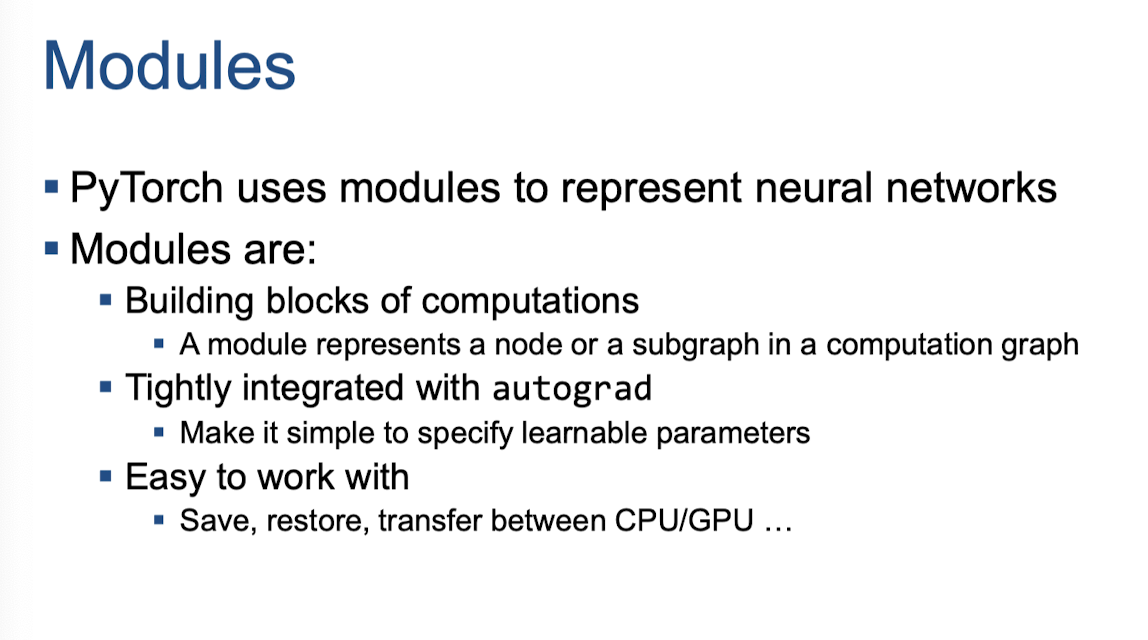 Modules
▪ PyTorch uses modules to represent neural networks
▪ Modules are:
▪ Building blocks of computations
▪ A module represents a node or a subgraph in a computation graph
▪ Tightly integrated with autograd
▪ Make it simple to specify learnable parameters
▪ Easy to work with
▪ Save, restore, transfer between CPU/GPU …